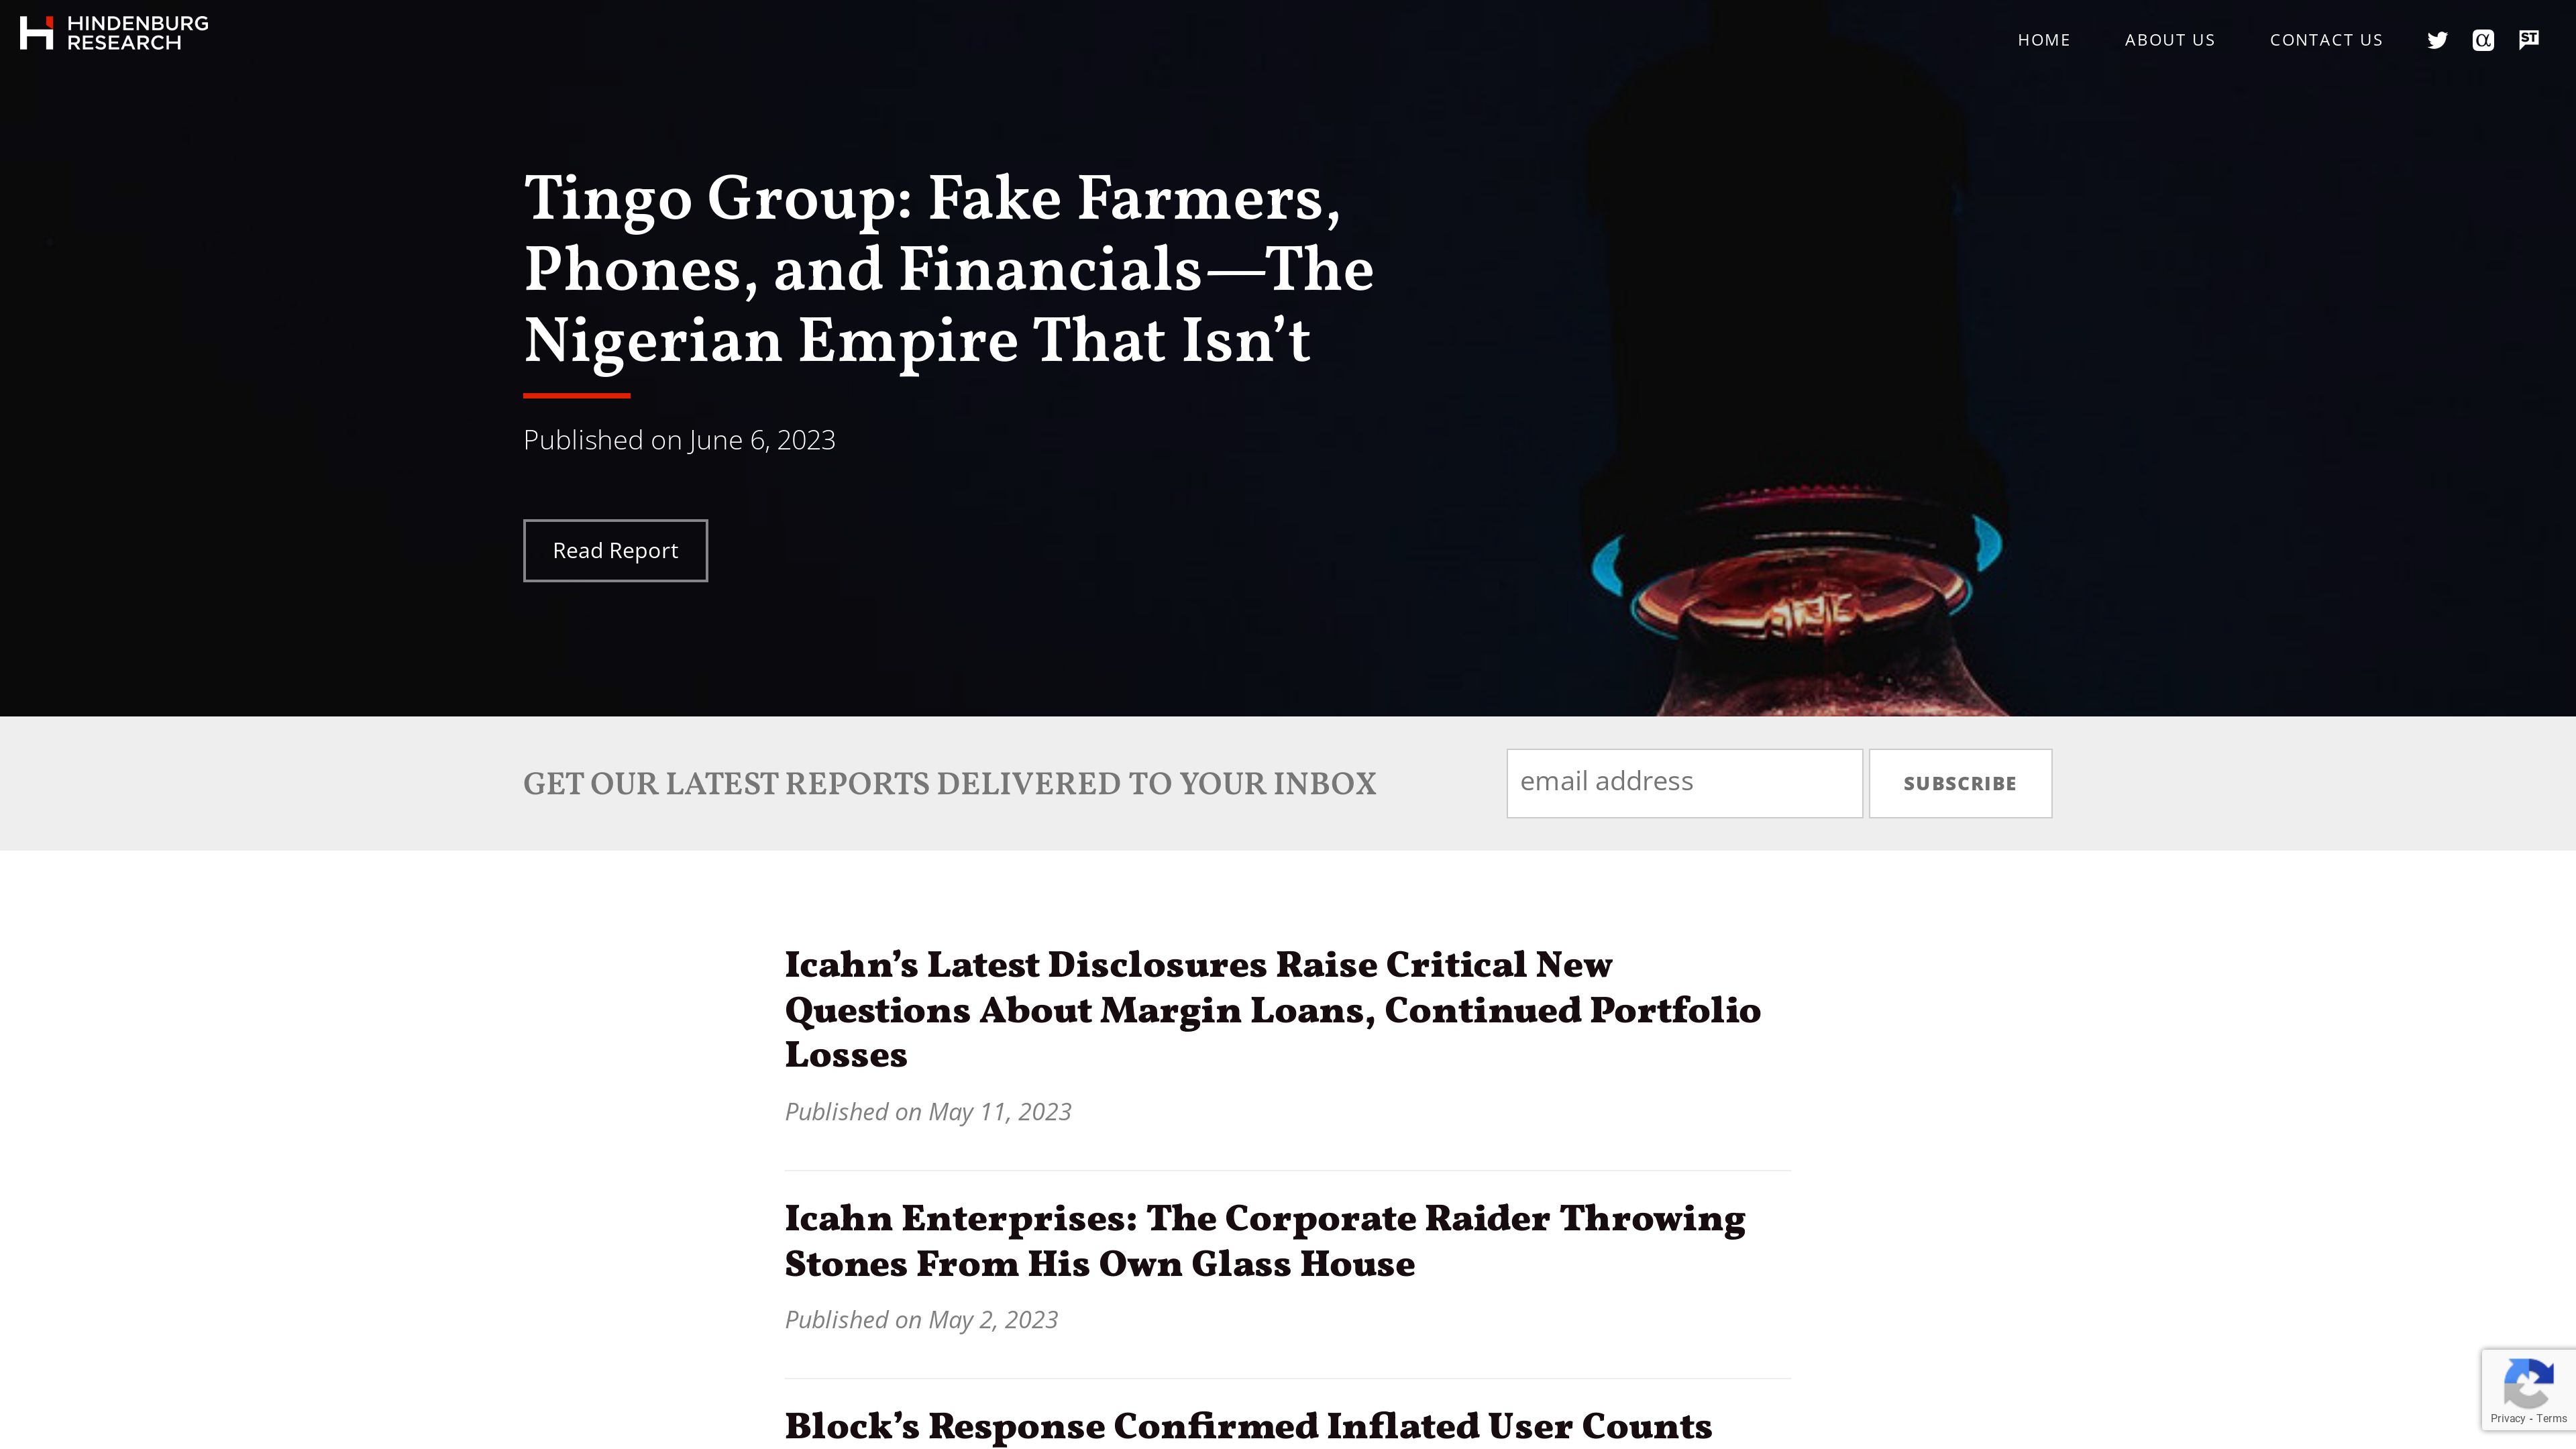 HINDENBURG
RESEARCH
HOME
ABOUT US
CONTACT US
α
ST
Tingo Group: Fake Farmers,
Phones, and Financials—The
Nigerian Empire That Isn’t
Published on June 6, 2023
Read Report
GET OUR LATEST REPORTS DELIVERED TO YOUR INBOX
email address
SUBSCRIBE
Icahn’s Latest Disclosures Raise Critical New
Questions About Margin Loans, Continued Portfolio
Losses
Published on May 11, 2023
Icahn Enterprises: The Corporate Raider Throwing
Stones From His Own Glass House
Published on May 2, 2023
Block’s Response Confirmed Inflated User Counts
Privacy - Terms